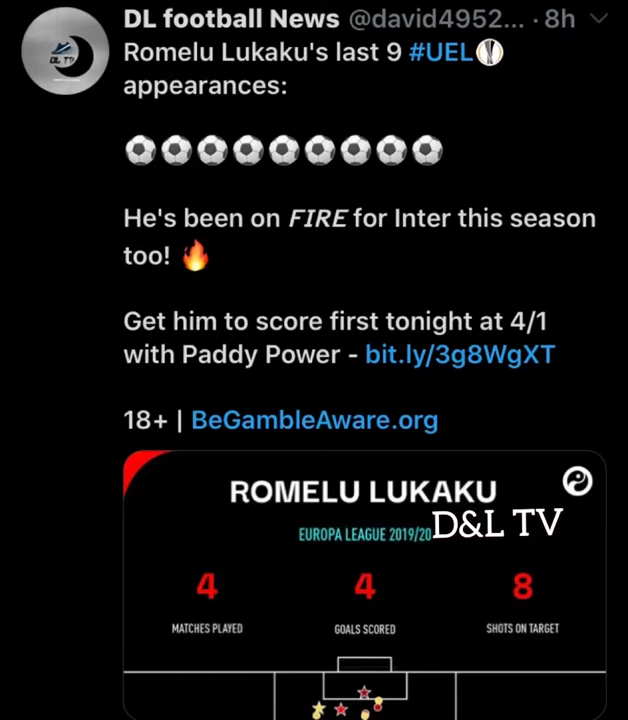 DL football News @david4952... · 8h
Romelu Lukaku's last 9 #UEL
appearances:
⚽⚽⚽⚽⚽⚽⚽⚽⚽
He's been on FIRE for Inter this season
too! 🔥
Get him to score first tonight at 4/1
with Paddy Power - bit.ly/3g8WgXT
18+ | BeGambleAware.org
ROMELU LUKAKU
EUROPA LEAGUE 2019/20
D&L TV
4 4 8
MATCHES PLAYED GOALS SCORED SHOTS ON TARGET